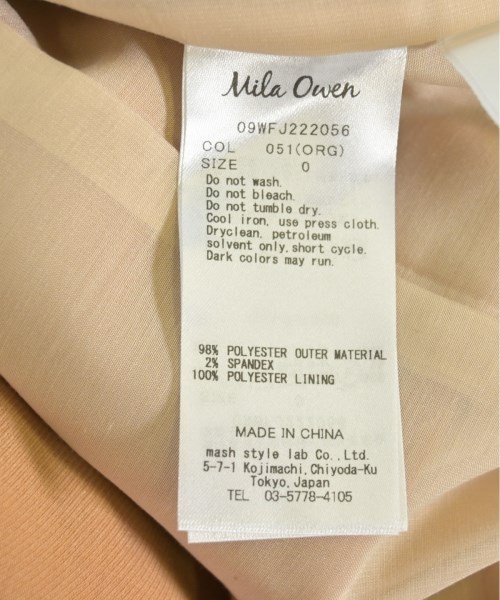 Mila Owen
09WFJ222056
COL 051(ORG)
SIZE 0
Do not wash.
Do not bleach.
Do not tumble dry.
Cool iron, use press cloth.
Dryclean, petroleum
solvent only,short cycle.
Dark colors may run.
98% POLYESTER OUTER MATERIAL
2% SPANDEX
100% POLYESTER LINING
MADE IN CHINA
mash style lab Co.,Ltd.
5-7-1 Kojimachi,Chiyoda-Ku
Tokyo,Japan
TEL 03-5778-4105